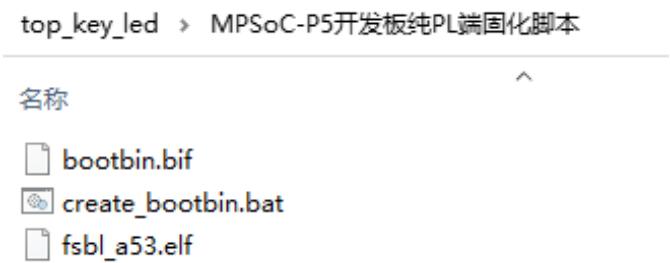 top_key_led > MPSoC-P5开发板纯PL端固化脚本
名称
bootbin.bif
create_bootbin.bat
fsbl_a53.elf